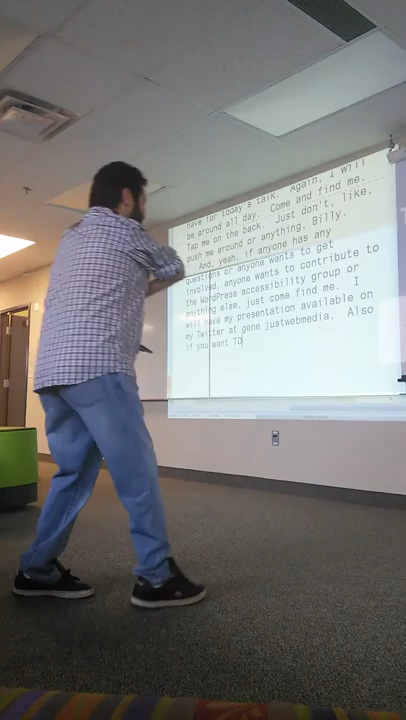 have for today's talk. Again, I will
be around all day. Come and find me.
Tap me on the back. Just don't, like,
push me around or anything, Billy.
And, yeah, if anyone has any
questions or anyone wants to get
involved, anyone wants to contribute to
the WordPress accessibility group or
anything else, just come find me. I
will have my presentation available on
my Twitter at gene justwebmedia. Also
if you want TO